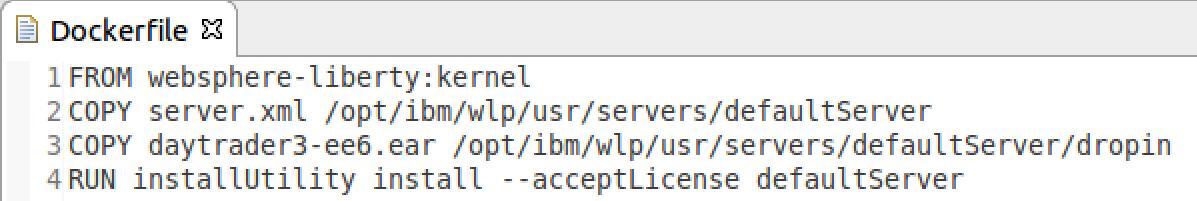 Dockerfile
1 FROM websphere-liberty:kernel
2 COPY server.xml /opt/ibm/wlp/usr/servers/defaultServer
3 COPY daytrader3-ee6.ear /opt/ibm/wlp/usr/servers/defaultServer/dropin
4 RUN installUtility install --acceptLicense defaultServer